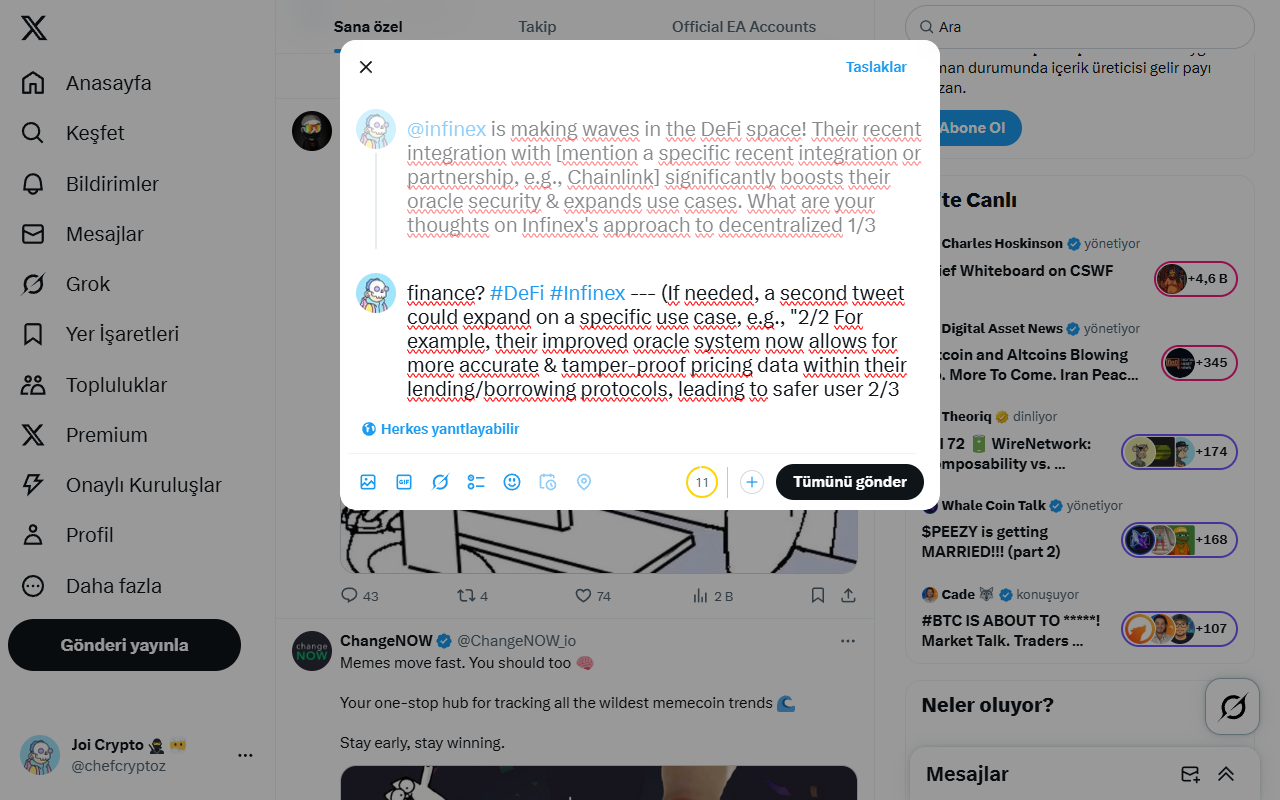 Anasayfa
Keşfet
Bildirimler
Mesajlar
Grok
Yer İşaretleri
Topluluklar
Premium
Onaylı Kuruluşlar
Profil
Daha fazla
Gönderi yayınla
Joi Crypto
@chefcryptoz
Sana özel
Takip
Official EA Accounts
Taslaklar
@infinex is making waves in the DeFi space! Their recent
integration with [mention a specific recent integration or
partnership, e.g., Chainlink] significantly boosts their
oracle security & expands use cases. What are your
thoughts on Infinex's approach to decentralized 1/3
finance? #DeFi #Infinex --- (If needed, a second tweet
could expand on a specific use case, e.g., "2/2 For
example, their improved oracle system now allows for
more accurate & tamper-proof pricing data within their
lending/borrowing protocols, leading to safer user 2/3
Herkes yanıtlayabilir
GIF
11
Tümünü gönder
43
4
74
2 B
change
NOW
ChangeNOW @ChangeNOW_io
Memes move fast. You should too 🧠
Your one-stop hub for tracking all the wildest memecoin trends 🌊
Stay early, stay winning.
Ara
man durumunda içerik üreticisi gelir payı
zan.
Abone Ol
'te Canlı
Charles Hoskinson yönetiyor
ief Whiteboard on CSWF
+4,6 B
Digital Asset News yönetiyor
tcoin and Altcoins Blowing
. More To Come. Iran Peac...
+345
Theoriq dinliyor
l 72 🔋 WireNetwork:
mposability vs. ...
+174
Whale Coin Talk yönetiyor
$PEEZY is getting
MARRIED!!! (part 2)
+168
Cade 🐺 konuşuyor
#BTC IS ABOUT TO *****!
Market Talk. Traders ...
+107
Neler oluyor?
Mesajlar